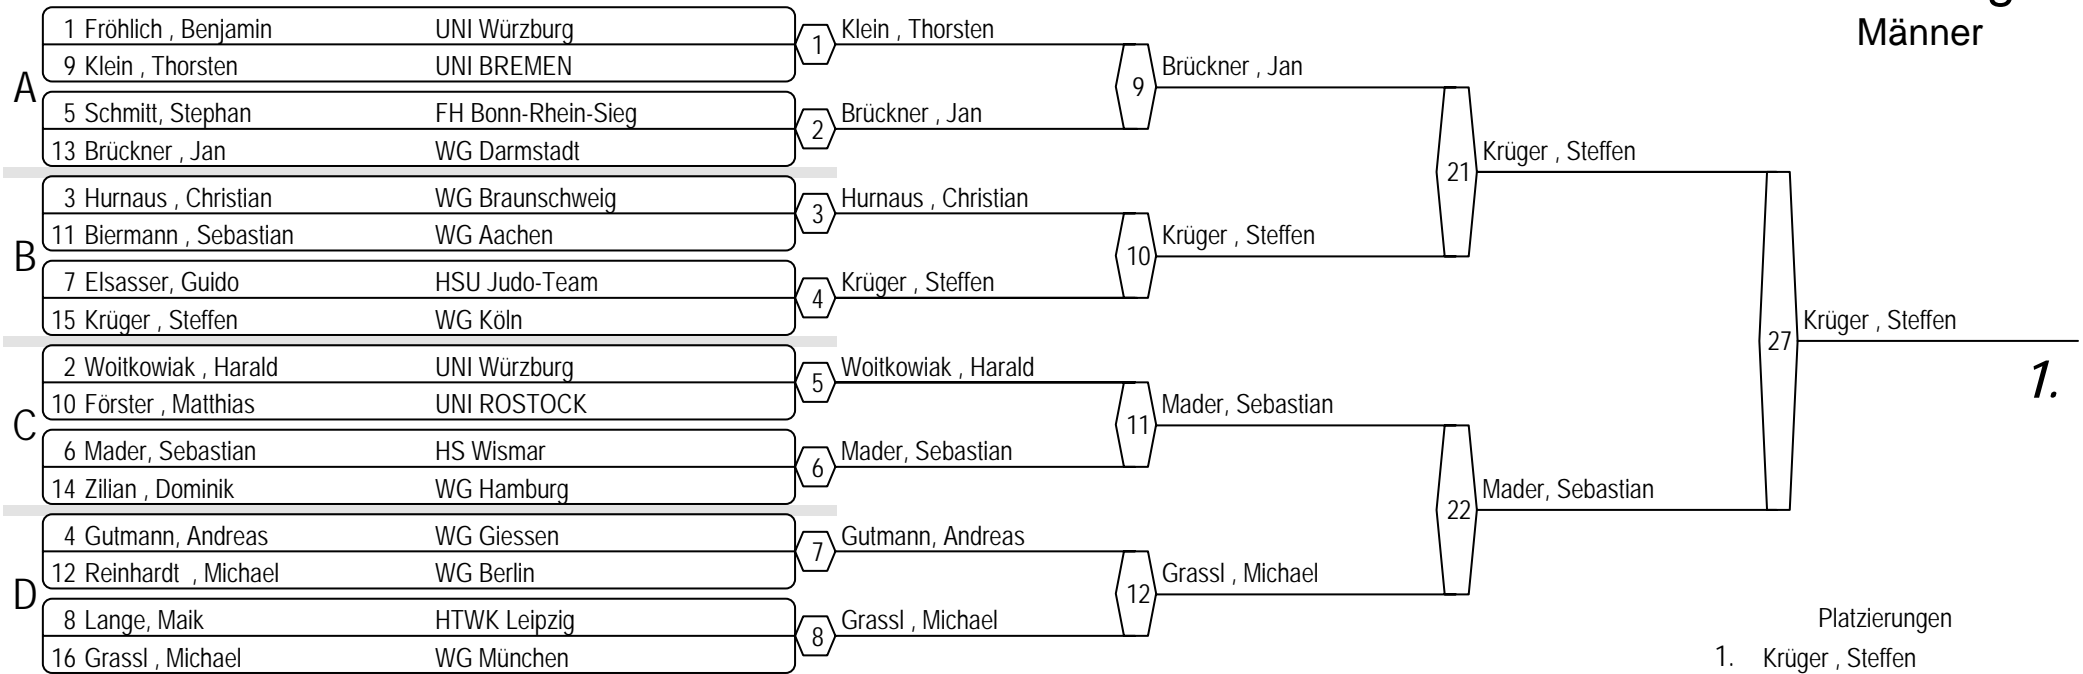 g
Männer
A
1 Fröhlich , Benjamin UNI Würzburg
9 Klein , Thorsten UNI BREMEN
5 Schmitt, Stephan FH Bonn-Rhein-Sieg
13 Brückner , Jan WG Darmstadt
B
3 Hurnaus , Christian WG Braunschweig
11 Biermann , Sebastian WG Aachen
7 Elsasser, Guido HSU Judo-Team
15 Krüger , Steffen WG Köln
C
2 Woitkowiak , Harald UNI Würzburg
10 Förster , Matthias UNI ROSTOCK
6 Mader, Sebastian HS Wismar
14 Zilian , Dominik WG Hamburg
D
4 Gutmann, Andreas WG Giessen
12 Reinhardt , Michael WG Berlin
8 Lange, Maik HTWK Leipzig
16 Grassl , Michael WG München
1 Klein , Thorsten
2 Brückner , Jan
3 Hurnaus , Christian
4 Krüger , Steffen
5 Woitkowiak , Harald
6 Mader, Sebastian
7 Gutmann, Andreas
8 Grassl , Michael
9 Brückner , Jan
10 Krüger , Steffen
11 Mader, Sebastian
12 Grassl , Michael
21 Krüger , Steffen
22 Mader, Sebastian
27 Krüger , Steffen
1.
Platzierungen
1. Krüger , Steffen